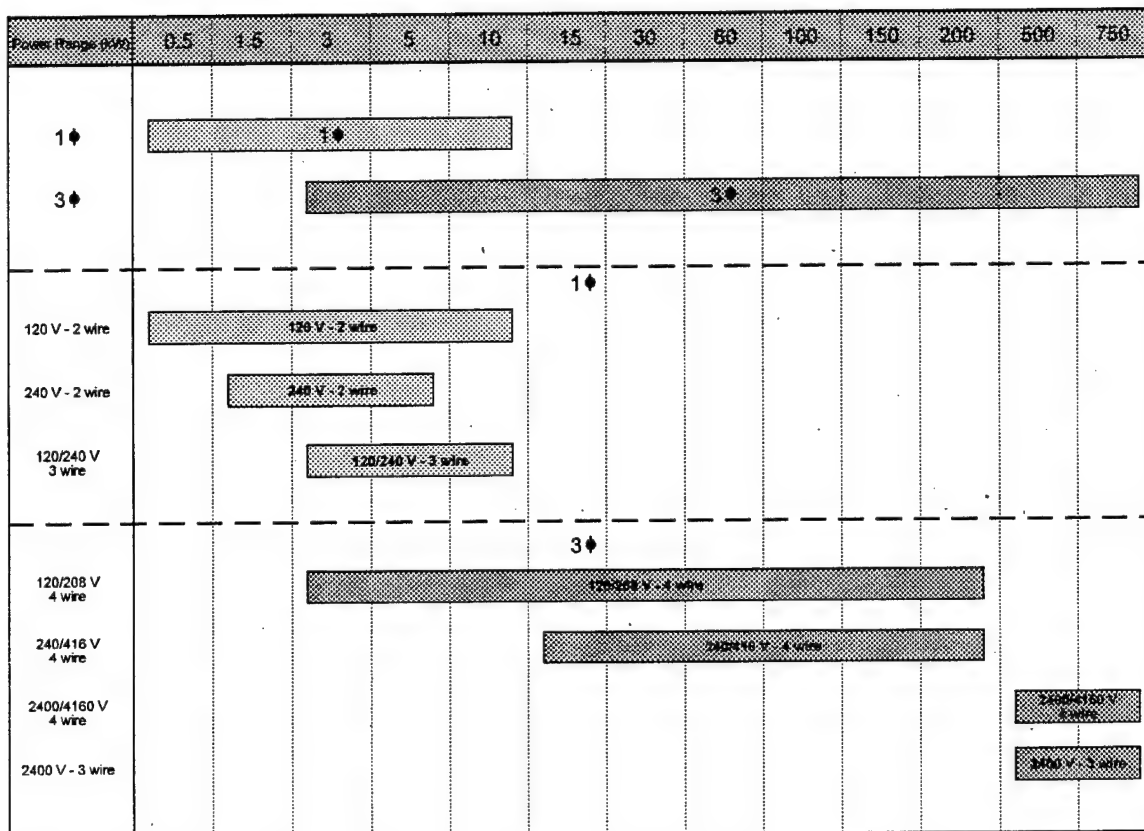 Power Range (kW) 0.5 1.5 3 5 10 15 30 60 100 150 200 500 750
1ϕ 1ϕ
3ϕ 3ϕ
1ϕ
120 V - 2 wire 120 V - 2 wire
240 V - 2 wire 240 V - 2 wire
120/240 V
3 wire
120/240 V - 3 wire
3ϕ
120/208 V
4 wire
120/208 V - 4 wire
240/416 V
4 wire
240/416 V - 4 wire
2400/4160 V
4 wire
2400/4160 V
4 wire
2400 V - 3 wire 2400 V - 3 wire